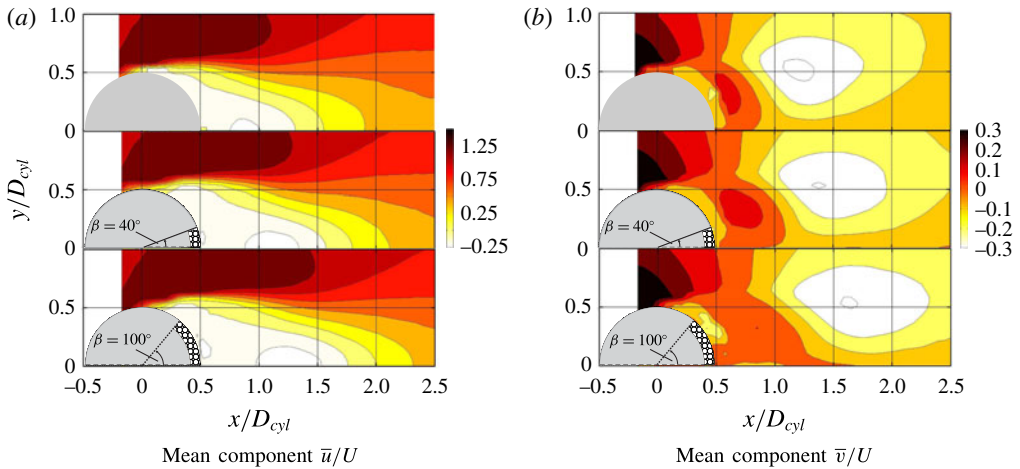 (a)
(b)
1.0
0.5
0
0.5
0
0.5
0
y/D_cyl
β = 40°
β = 100°
–0.5 0 0.5 1.0 1.5 2.0 2.5
x/D_cyl
1.25
0.75
0.25
–0.25
Mean component u̅/U
1.0
0.5
0
0.5
0
0.5
0
β = 40°
β = 100°
–0.5 0 0.5 1.0 1.5 2.0 2.5
x/D_cyl
0.3
0.2
0.1
0
–0.1
–0.3
Mean component v̅/U